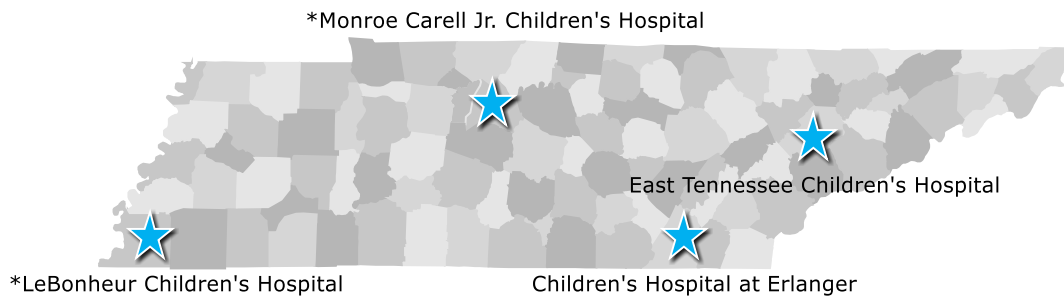 *Monroe Carell Jr. Children's Hospital
East Tennessee Children's Hospital
*LeBonheur Children's Hospital
Children's Hospital at Erlanger